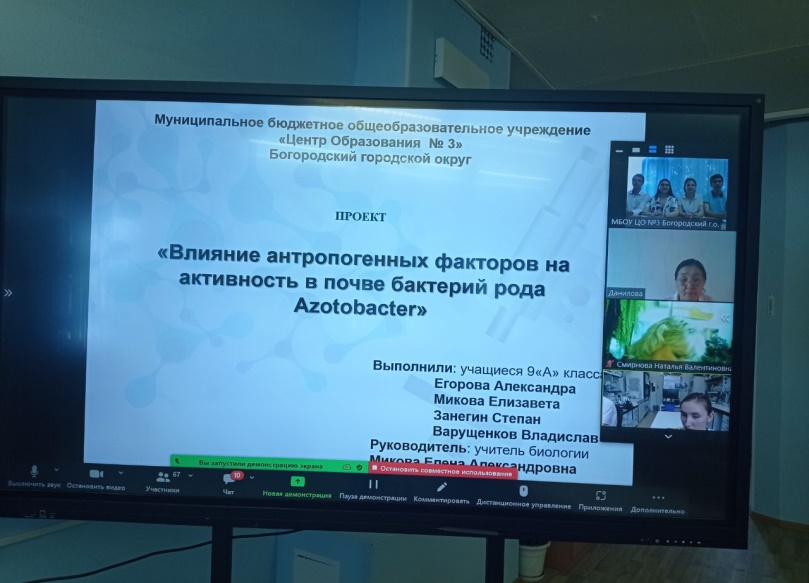 Муниципальное бюджетное общеобразовательное учреждение
«Центр Образования № 3»
Богородский городской округ
ПРОЕКТ
«Влияние антропогенных факторов на
активность в почве бактерий рода
Azotobacter»
Выполнили: учащиеся 9«А» класса
Егорова Александра
Микова Елизавета
Занегин Степан
Варущенков Владислав
Руководитель: учитель биологии
Микова Елена Александровна
МБОУ ЦО №3 Богородский г.о.
Данилова
Смирнова Наталья Валентиновна
Вы запустили демонстрацию экрана
Остановить совместное использование
Выключить звук
Остановить видео
67
Участники
10
Чат
Новая демонстрация
Пауза демонстрации
Комментировать
Дистанционное управление
Приложения
Дополнительно